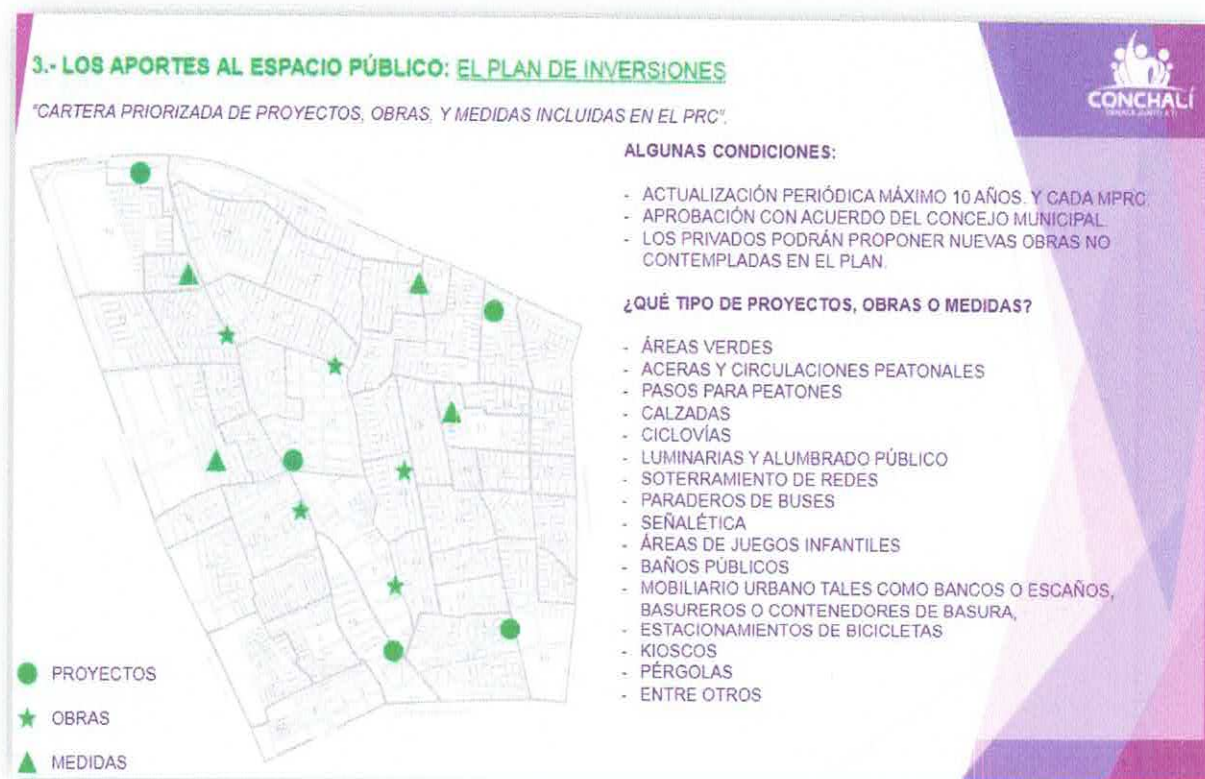 3.- LOS APORTES AL ESPACIO PÚBLICO: EL PLAN DE INVERSIONES
"CARTERA PRIORIZADA DE PROYECTOS, OBRAS, Y MEDIDAS INCLUIDAS EN EL PRC".
CONCHALÍ
ALGUNAS CONDICIONES:
- ACTUALIZACIÓN PERIÓDICA MÁXIMO 10 AÑOS. Y CADA MPRC.
- APROBACIÓN CON ACUERDO DEL CONCEJO MUNICIPAL.
- LOS PRIVADOS PODRÁN PROPONER NUEVAS OBRAS NO
CONTEMPLADAS EN EL PLAN.
¿QUÉ TIPO DE PROYECTOS, OBRAS O MEDIDAS?
- ÁREAS VERDES
- ACERAS Y CIRCULACIONES PEATONALES
- PASOS PARA PEATONES
- CALZADAS
- CICLOVÍAS
- LUMINARIAS Y ALUMBRADO PÚBLICO
- SOTERRAMIENTO DE REDES
- PARADEROS DE BUSES
- SEÑALÉTICA
- ÁREAS DE JUEGOS INFANTILES
- BAÑOS PÚBLICOS
- MOBILIARIO URBANO TALES COMO BANCOS O ESCAÑOS,
BASUREROS O CONTENEDORES DE BASURA,
- ESTACIONAMIENTOS DE BICICLETAS
- KIOSCOS
- PÉRGOLAS
- ENTRE OTROS
PROYECTOS
OBRAS
MEDIDAS